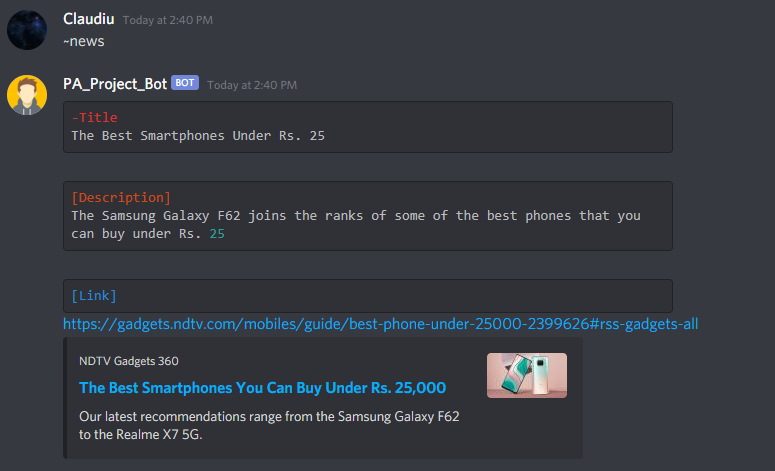 Claudiu Today at 2:40 PM
~news
PA_Project_Bot BOT Today at 2:40 PM
-Title
The Best Smartphones Under Rs. 25
[Description]
The Samsung Galaxy F62 joins the ranks of some of the best phones that you
can buy under Rs. 25
[Link]
https://gadgets.ndtv.com/mobiles/guide/best-phone-under-25000-2399626#rss-gadgets-all
NDTV Gadgets 360
The Best Smartphones You Can Buy Under Rs. 25,000
Our latest recommendations range from the Samsung Galaxy F62
to the Realme X7 5G.